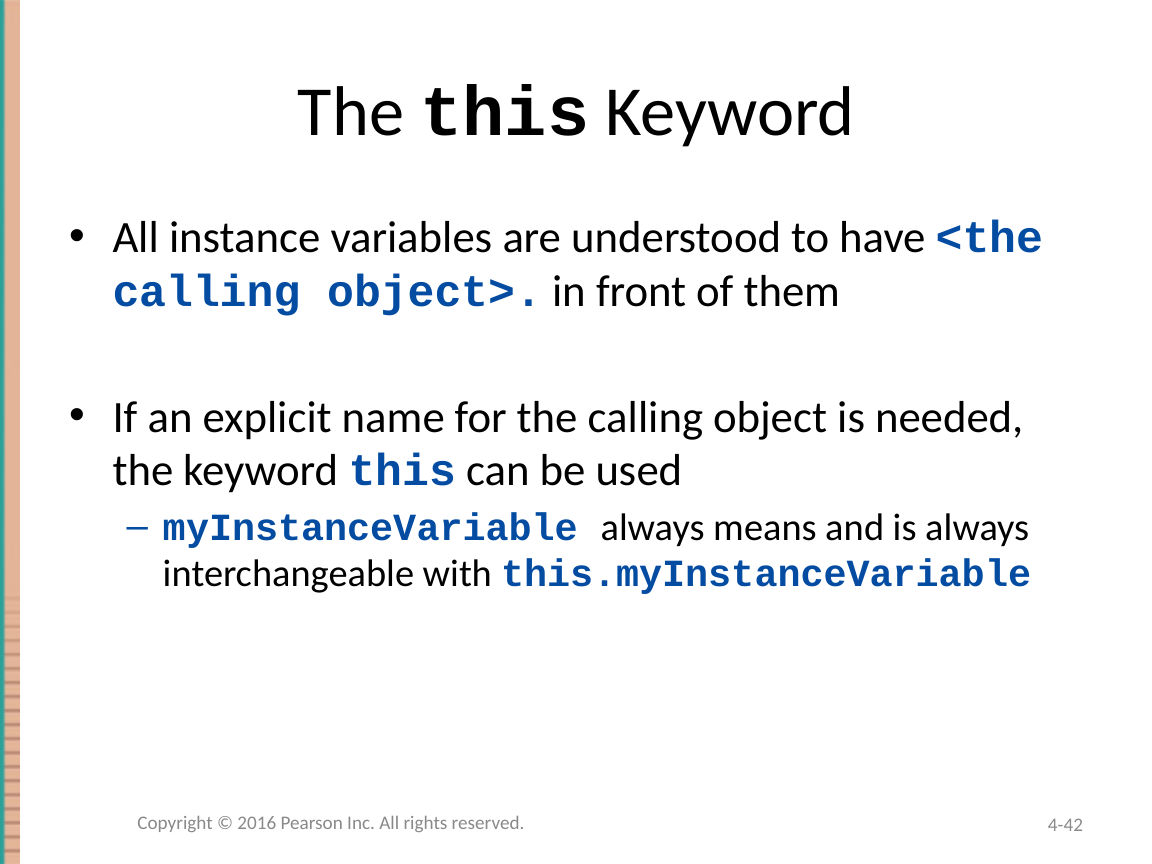 The this Keyword
• All instance variables are understood to have <the
calling object>. in front of them
• If an explicit name for the calling object is needed,
the keyword this can be used
– myInstanceVariable always means and is always
interchangeable with this.myInstanceVariable
Copyright © 2016 Pearson Inc. All rights reserved.
4-42